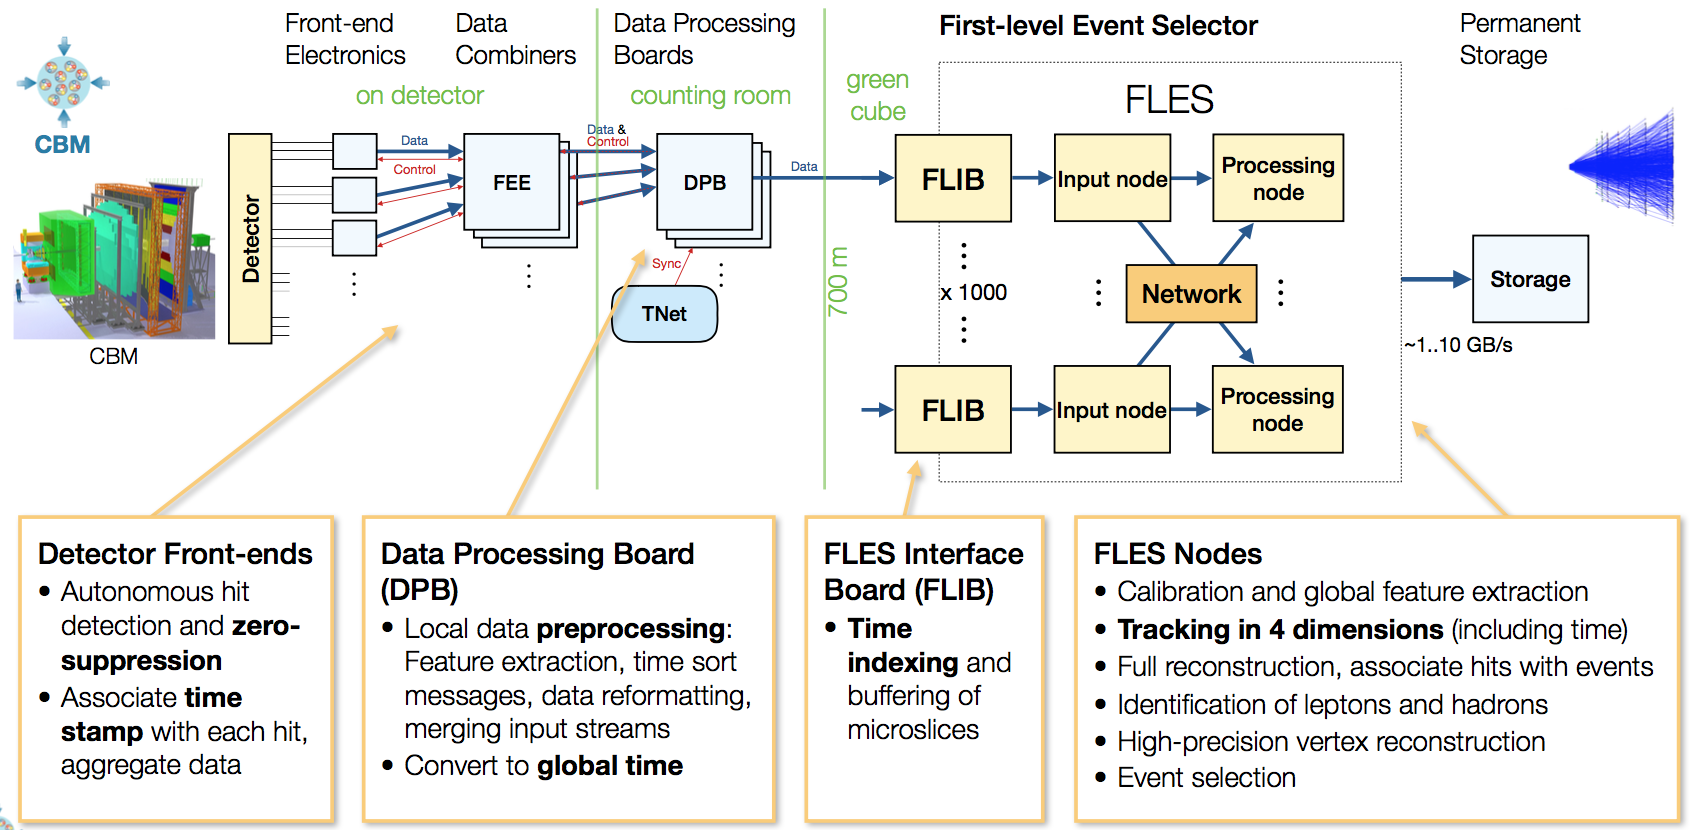 Front-end
Electronics
Data
Combiners
Data Processing
Boards
First-level Event Selector
Permanent
Storage
on detector
counting room
green
cube
FLES
CBM
Data
Control
Data &
Control
Data
Detector
FEE
DPB
FLIB
Input node
Processing
node
Sync
TNet
700 m
x 1000
Network
Storage
~1..10 GB/s
CBM
FLIB
Input node
Processing
node
Detector Front-ends
• Autonomous hit
detection and zero-
suppression
• Associate time
stamp with each hit,
aggregate data
Data Processing Board
(DPB)
• Local data preprocessing:
Feature extraction, time sort
messages, data reformatting,
merging input streams
• Convert to global time
FLES Interface
Board (FLIB)
• Time
indexing and
buffering of
microslices
FLES Nodes
• Calibration and global feature extraction
• Tracking in 4 dimensions (including time)
• Full reconstruction, associate hits with events
• Identification of leptons and hadrons
• High-precision vertex reconstruction
• Event selection